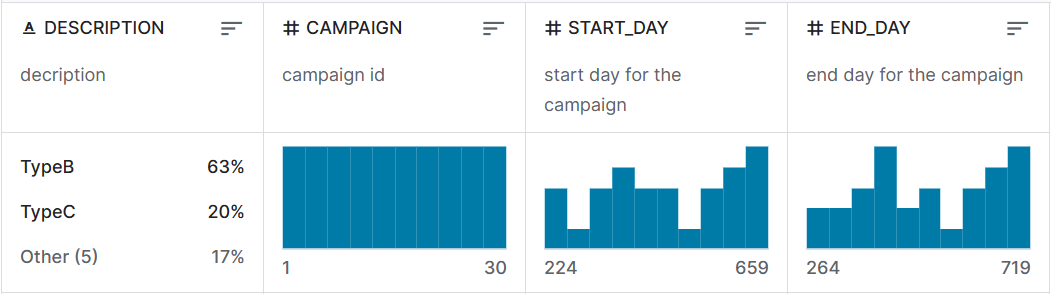 DESCRIPTION
decription
TypeB 63%
TypeC 20%
Other (5) 17%
# CAMPAIGN
campaign id
1 30
# START_DAY
start day for the
campaign
224 659
# END_DAY
end day for the campaign
264 719